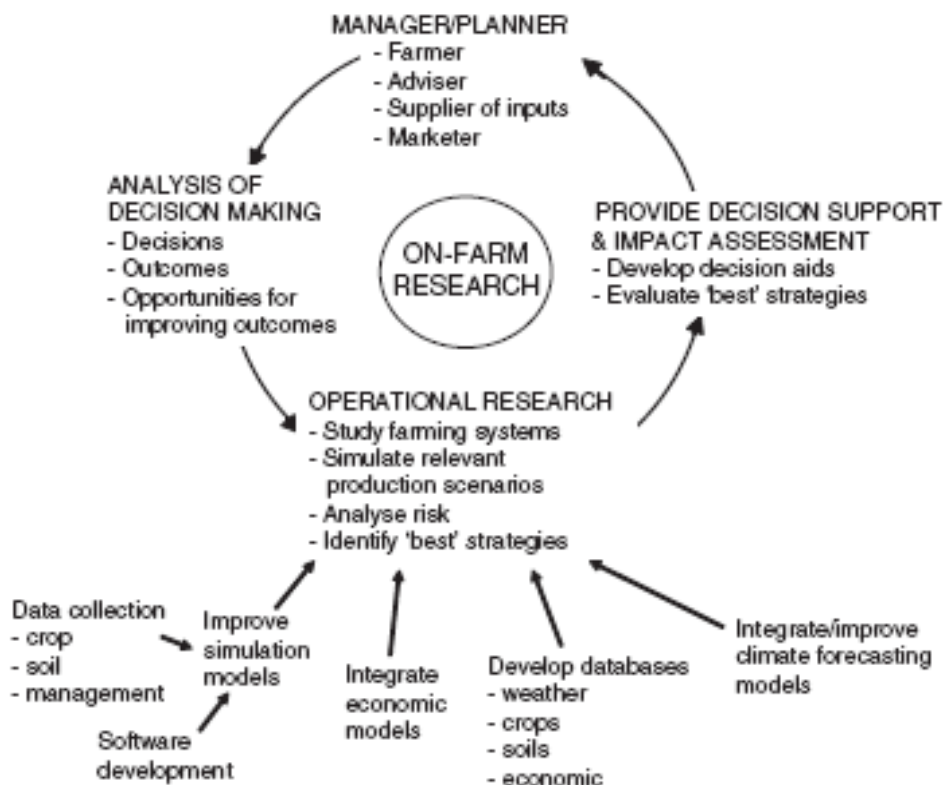 MANAGER/PLANNER
- Farmer
- Adviser
- Supplier of inputs
- Marketer
ANALYSIS OF
DECISION MAKING
- Decisions
- Outcomes
- Opportunities for
improving outcomes
ON-FARM
RESEARCH
PROVIDE DECISION SUPPORT
& IMPACT ASSESSMENT
- Develop decision aids
- Evaluate 'best' strategies
OPERATIONAL RESEARCH
- Study farming systems
- Simulate relevant
production scenarios
- Analyse risk
- Identify 'best' strategies
Data collection
- crop
- soil
- management
Software
development
Improve
simulation
models
Integrate
economic
models
Develop databases
- weather
- crops
- soils
- economic
Integrate/improve
climate forecasting
models